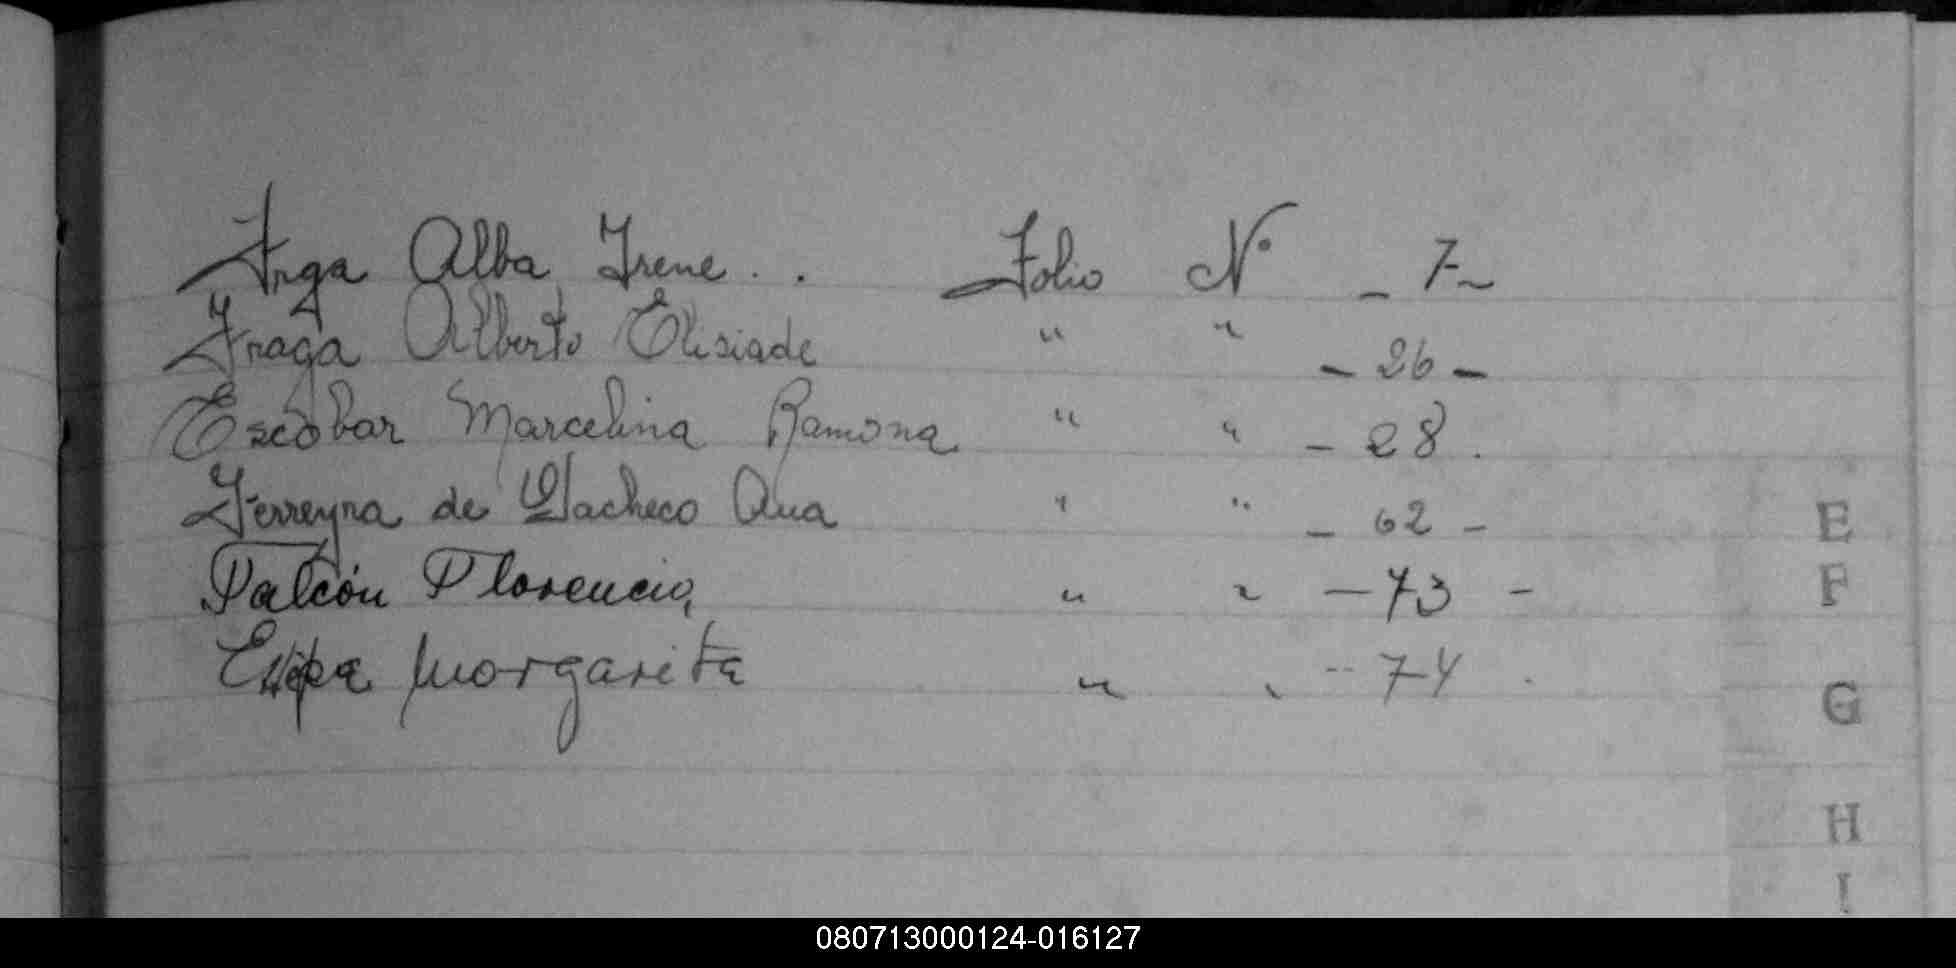 Fraga Alba Irene . . Folio Nº - 7 -
Fraga Alberto Elisiade " " - 26 -
Escobar Marcelina Ramona " " - 28 .
Ferreyra de Pacheco Ana " " - 62 -
Falcón Florencia, " " - 73 -
Margarita " " - 74 .
E
F
G
H
I
080713000124-016127